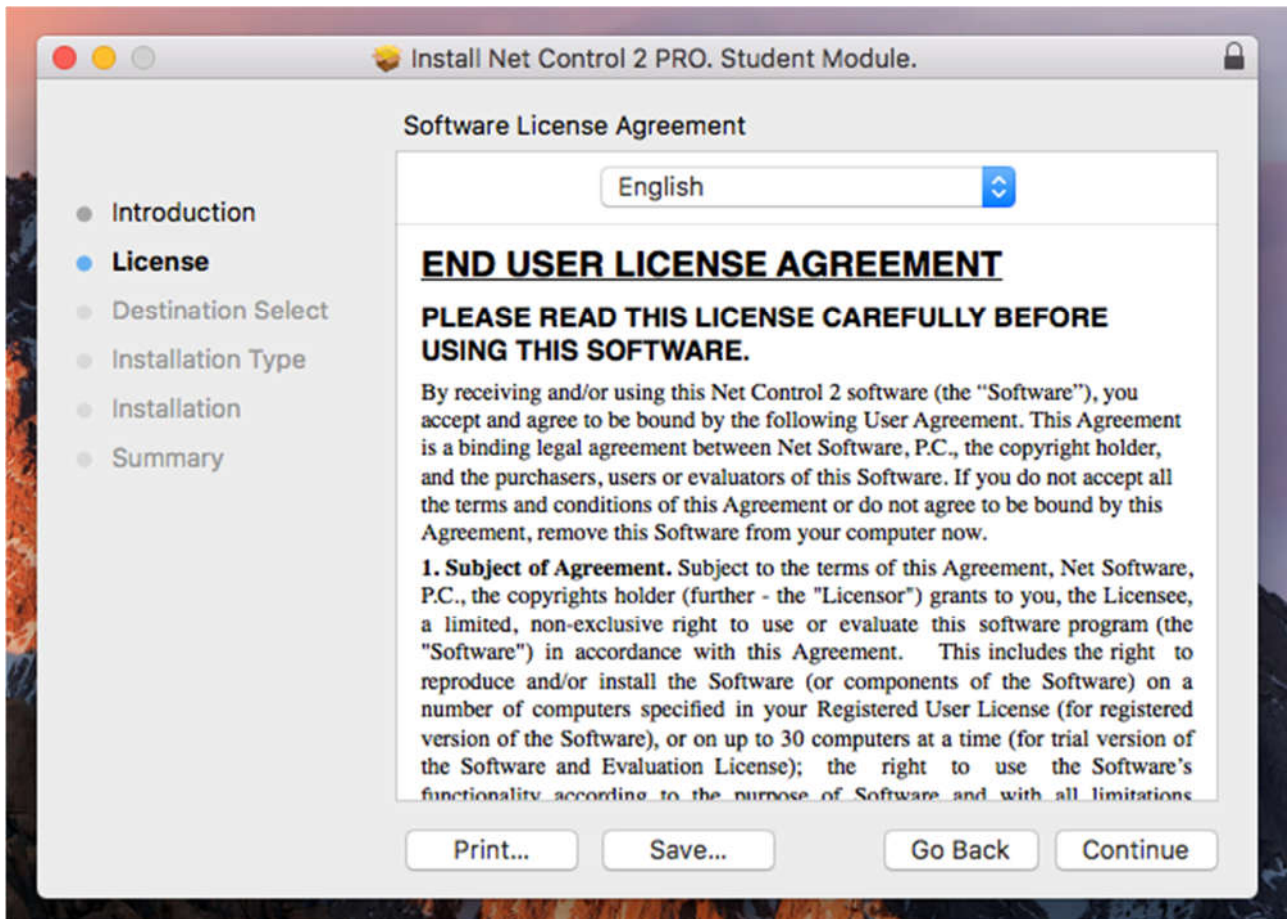 Install Net Control 2 PRO. Student Module.
Software License Agreement
English
Introduction
License
Destination Select
Installation Type
Installation
Summary
END USER LICENSE AGREEMENT
PLEASE READ THIS LICENSE CAREFULLY BEFORE
USING THIS SOFTWARE.
By receiving and/or using this Net Control 2 software (the “Software”), you
accept and agree to be bound by the following User Agreement. This Agreement
is a binding legal agreement between Net Software, P.C., the copyright holder,
and the purchasers, users or evaluators of this Software. If you do not accept all
the terms and conditions of this Agreement or do not agree to be bound by this
Agreement, remove this Software from your computer now.
1. Subject of Agreement. Subject to the terms of this Agreement, Net Software,
P.C., the copyrights holder (further - the "Licensor") grants to you, the Licensee,
a limited, non-exclusive right to use or evaluate this software program (the
"Software") in accordance with this Agreement. This includes the right to
reproduce and/or install the Software (or components of the Software) on a
number of computers specified in your Registered User License (for registered
version of the Software), or on up to 30 computers at a time (for trial version of
the Software and Evaluation License); the right to use the Software’s
functionality according to the purpose of Software and with all limitations
Print...
Save...
Go Back
Continue